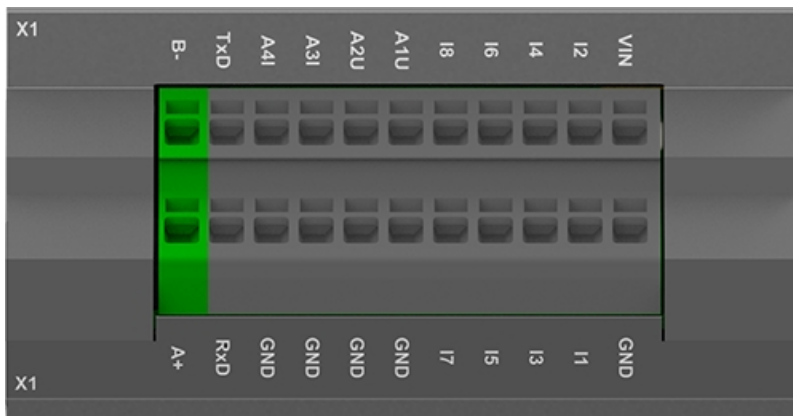 X1
B- TxD A4I A3I A2U A1U I8 I6 I4 I2 VIN
A+ RxD GND GND GND GND I7 I5 I3 I1 GND
X1